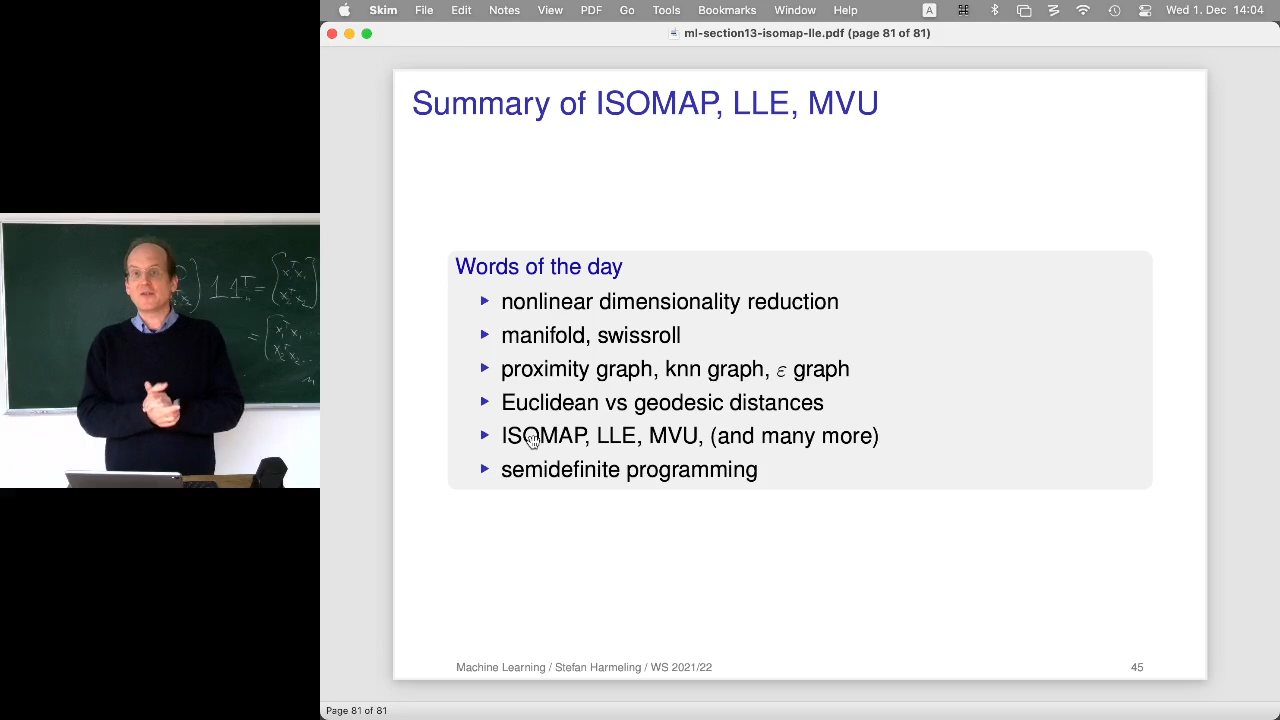 Skim File Edit Notes View PDF Go Tools Bookmarks Window Help A Wed 1. Dec 14:04
ml-section13-isomap-lle.pdf (page 81 of 81)
Summary of ISOMAP, LLE, MVU
Words of the day
nonlinear dimensionality reduction
manifold, swissroll
proximity graph, knn graph, ε graph
Euclidean vs geodesic distances
ISOMAP, LLE, MVU, (and many more)
semidefinite programming
Machine Learning / Stefan Harmeling / WS 2021/22 45
Page 81 of 81